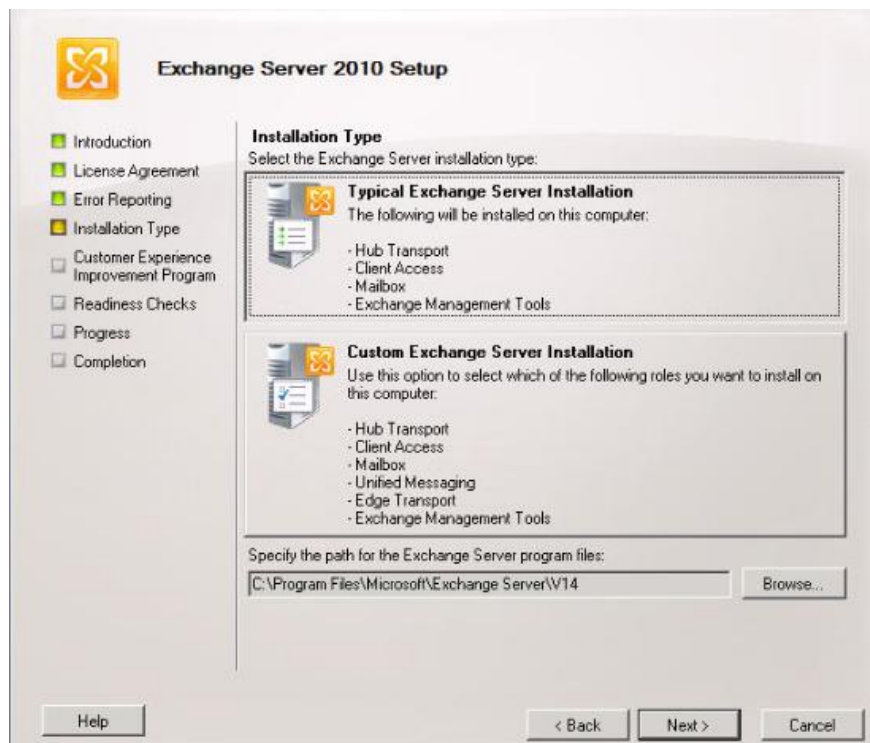 Exchange Server 2010 Setup
Introduction
License Agreement
Error Reporting
Installation Type
Customer Experience
Improvement Program
Readiness Checks
Progress
Completion
Installation Type
Select the Exchange Server installation type:
Typical Exchange Server Installation
The following will be installed on this computer:
- Hub Transport
- Client Access
- Mailbox
- Exchange Management Tools
Custom Exchange Server Installation
Use this option to select which of the following roles you want to install on
this computer:
- Hub Transport
- Client Access
- Mailbox
- Unified Messaging
- Edge Transport
- Exchange Management Tools
Specify the path for the Exchange Server program files:
C:\Program Files\Microsoft\Exchange Server\V14
Browse...
Help
< Back
Next >
Cancel